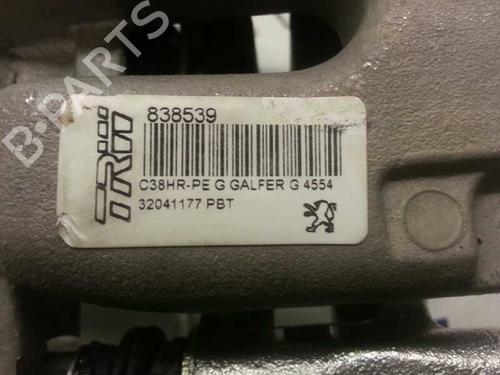 B-PARTS
TRW
838539
C38HR-PE G GALFER G 4554
32041177 PBT